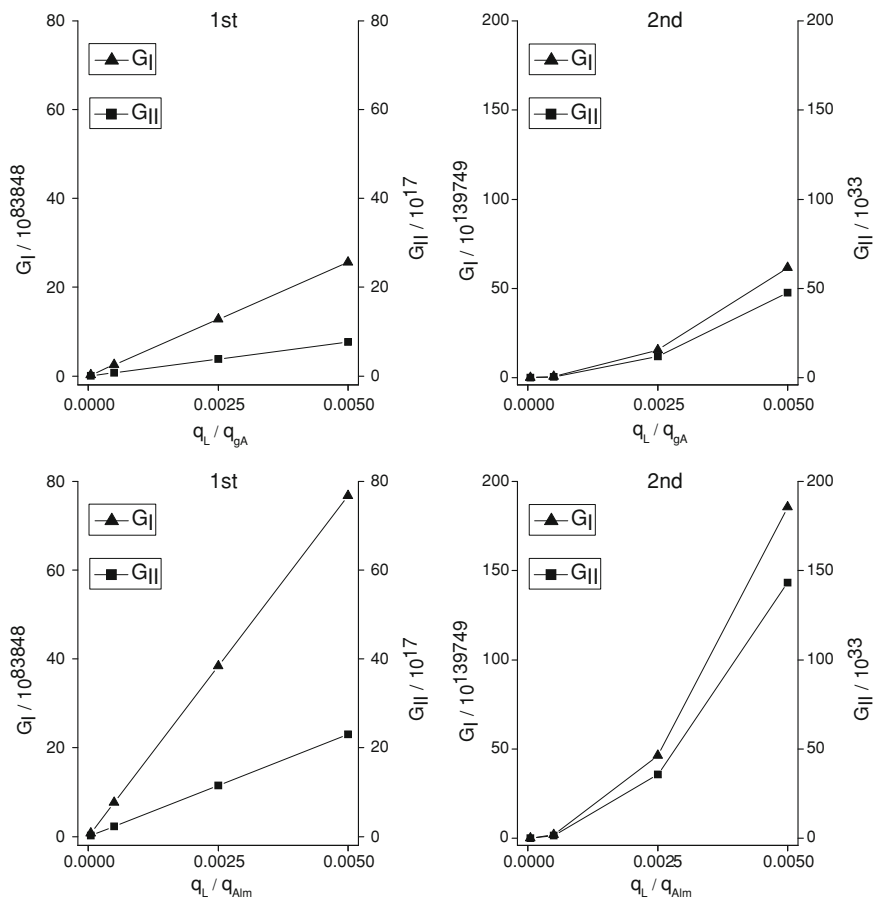 1st
G_I
G_II
80
60
40
20
0
G_I / 10^83848
80
60
40
20
0
G_II / 10^17
0.0000
0.0025
0.0050
q_L / q_gA
2nd
G_I
G_II
200
150
100
50
0
G_I / 10^139749
200
150
100
50
0
G_II / 10^33
0.0000
0.0025
0.0050
q_L / q_gA
1st
G_I
G_II
80
60
40
20
0
G_I / 10^83848
80
60
40
20
0
G_II / 10^17
0.0000
0.0025
0.0050
q_L / q_Alm
2nd
G_I
G_II
200
150
100
50
0
G_I / 10^139749
200
150
100
50
0
G_II / 10^33
0.0000
0.0025
0.0050
q_L / q_Alm